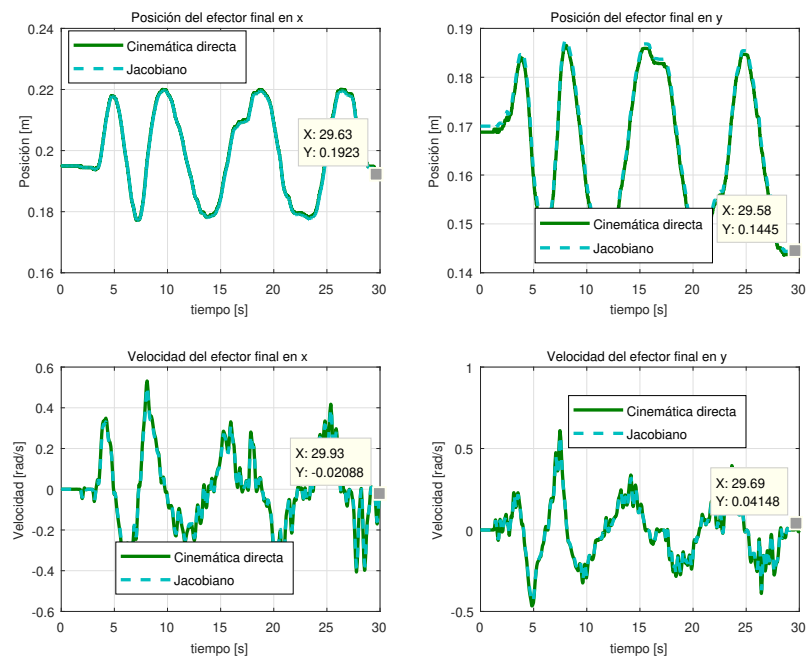 Posición del efector final en x
0.24
0.22
0.2
0.18
0.16
Posición [m]
Cinemática directa
Jacobiano
X: 29.63
Y: 0.1923
0 5 10 15 20 25 30
tiempo [s]
Posición del efector final en y
0.19
0.18
0.17
0.16
0.15
0.14
Posición [m]
X: 29.58
Y: 0.1445
Cinemática directa
Jacobiano
0 5 10 15 20 25 30
tiempo [s]
Velocidad del efector final en x
0.6
0.4
0.2
0
-0.2
-0.4
-0.6
Velocidad [rad/s]
X: 29.93
Y: -0.02088
Cinemática directa
Jacobiano
0 5 10 15 20 25 30
tiempo [s]
Velocidad del efector final en y
1
0.5
0
-0.5
Velocidad [rad/s]
Cinemática directa
Jacobiano
X: 29.69
Y: 0.04148
0 5 10 15 20 25 30
tiempo [s]